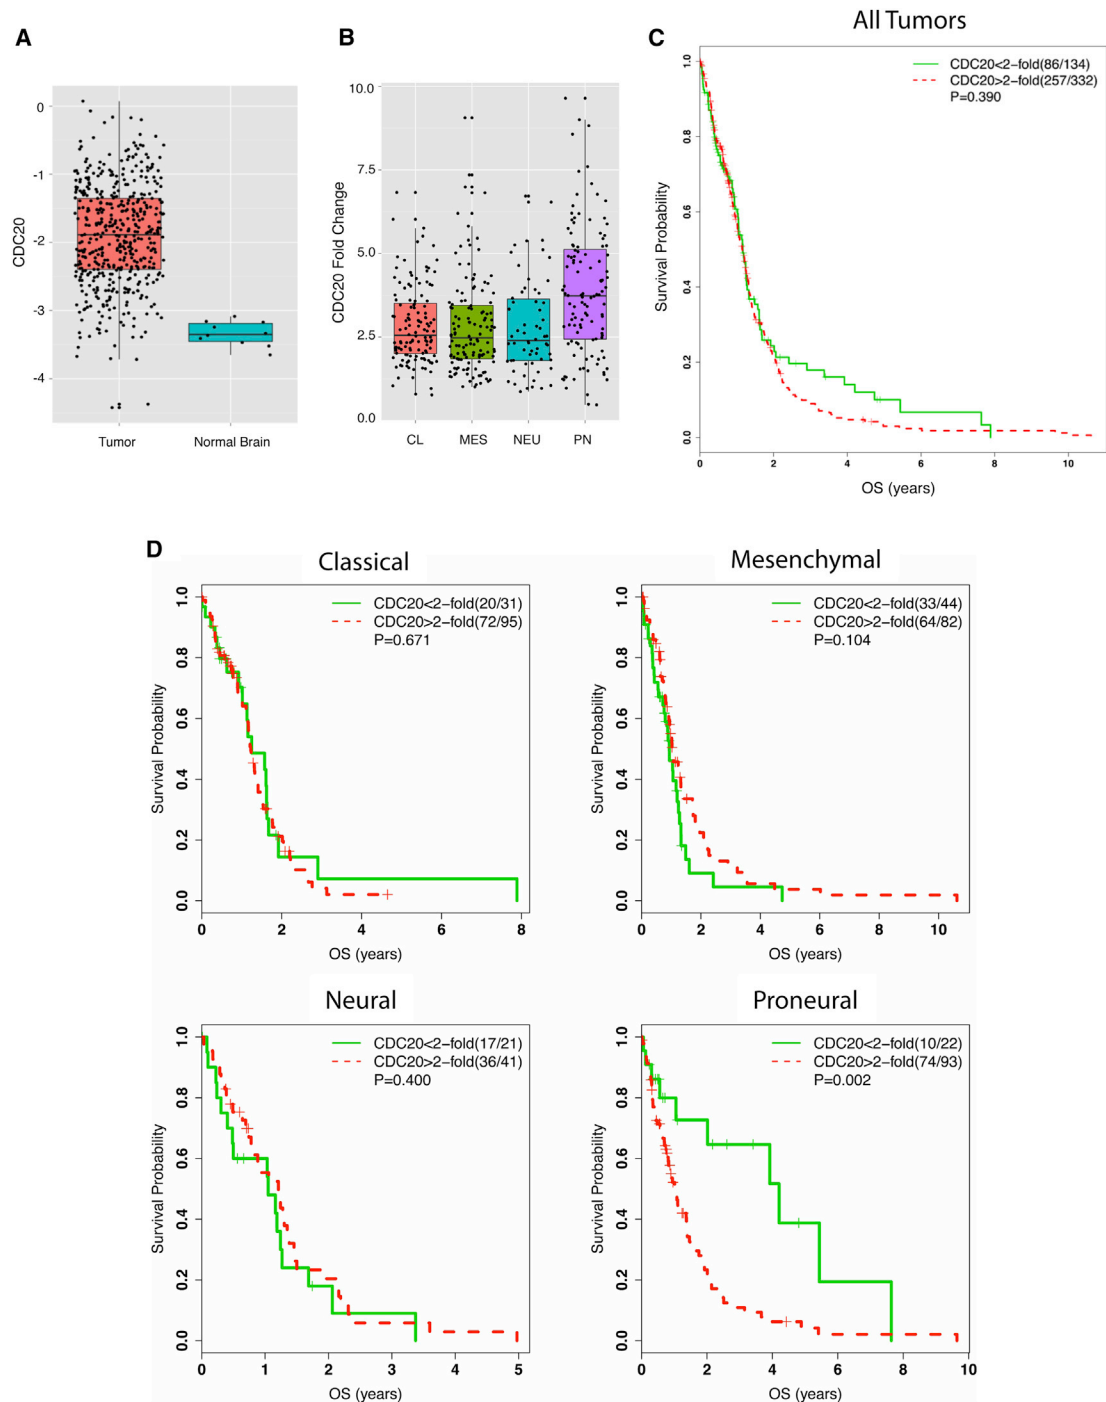 A
CDC20
0
-1
-2
-3
-4
Tumor
Normal Brain
B
CDC20 Fold Change
10.0
7.5
5.0
2.5
0.0
CL
MES
NEU
PN
All Tumors
C
Survival Probability
1.0
0.8
0.6
0.4
0.2
0.0
CDC20<2-fold(86/134)
CDC20>2-fold(257/332)
P=0.390
0 2 4 6 8 10
OS (years)
D
Classical
Survival Probability
1.0
0.8
0.6
0.4
0.2
0.0
CDC20<2-fold(20/31)
CDC20>2-fold(72/95)
P=0.671
0 2 4 6 8
OS (years)
Mesenchymal
Survival Probability
1.0
0.8
0.6
0.4
0.2
0.0
CDC20<2-fold(33/44)
CDC20>2-fold(64/82)
P=0.104
0 2 4 6 8 10
OS (years)
Neural
Survival Probability
1.0
0.8
0.6
0.4
0.2
0.0
CDC20<2-fold(17/21)
CDC20>2-fold(36/41)
P=0.400
0 1 2 3 4 5
OS (years)
Proneural
Survival Probability
1.0
0.8
0.6
0.4
0.2
0.0
CDC20<2-fold(10/22)
CDC20>2-fold(74/93)
P=0.002
0 2 4 6 8 10
OS (years)